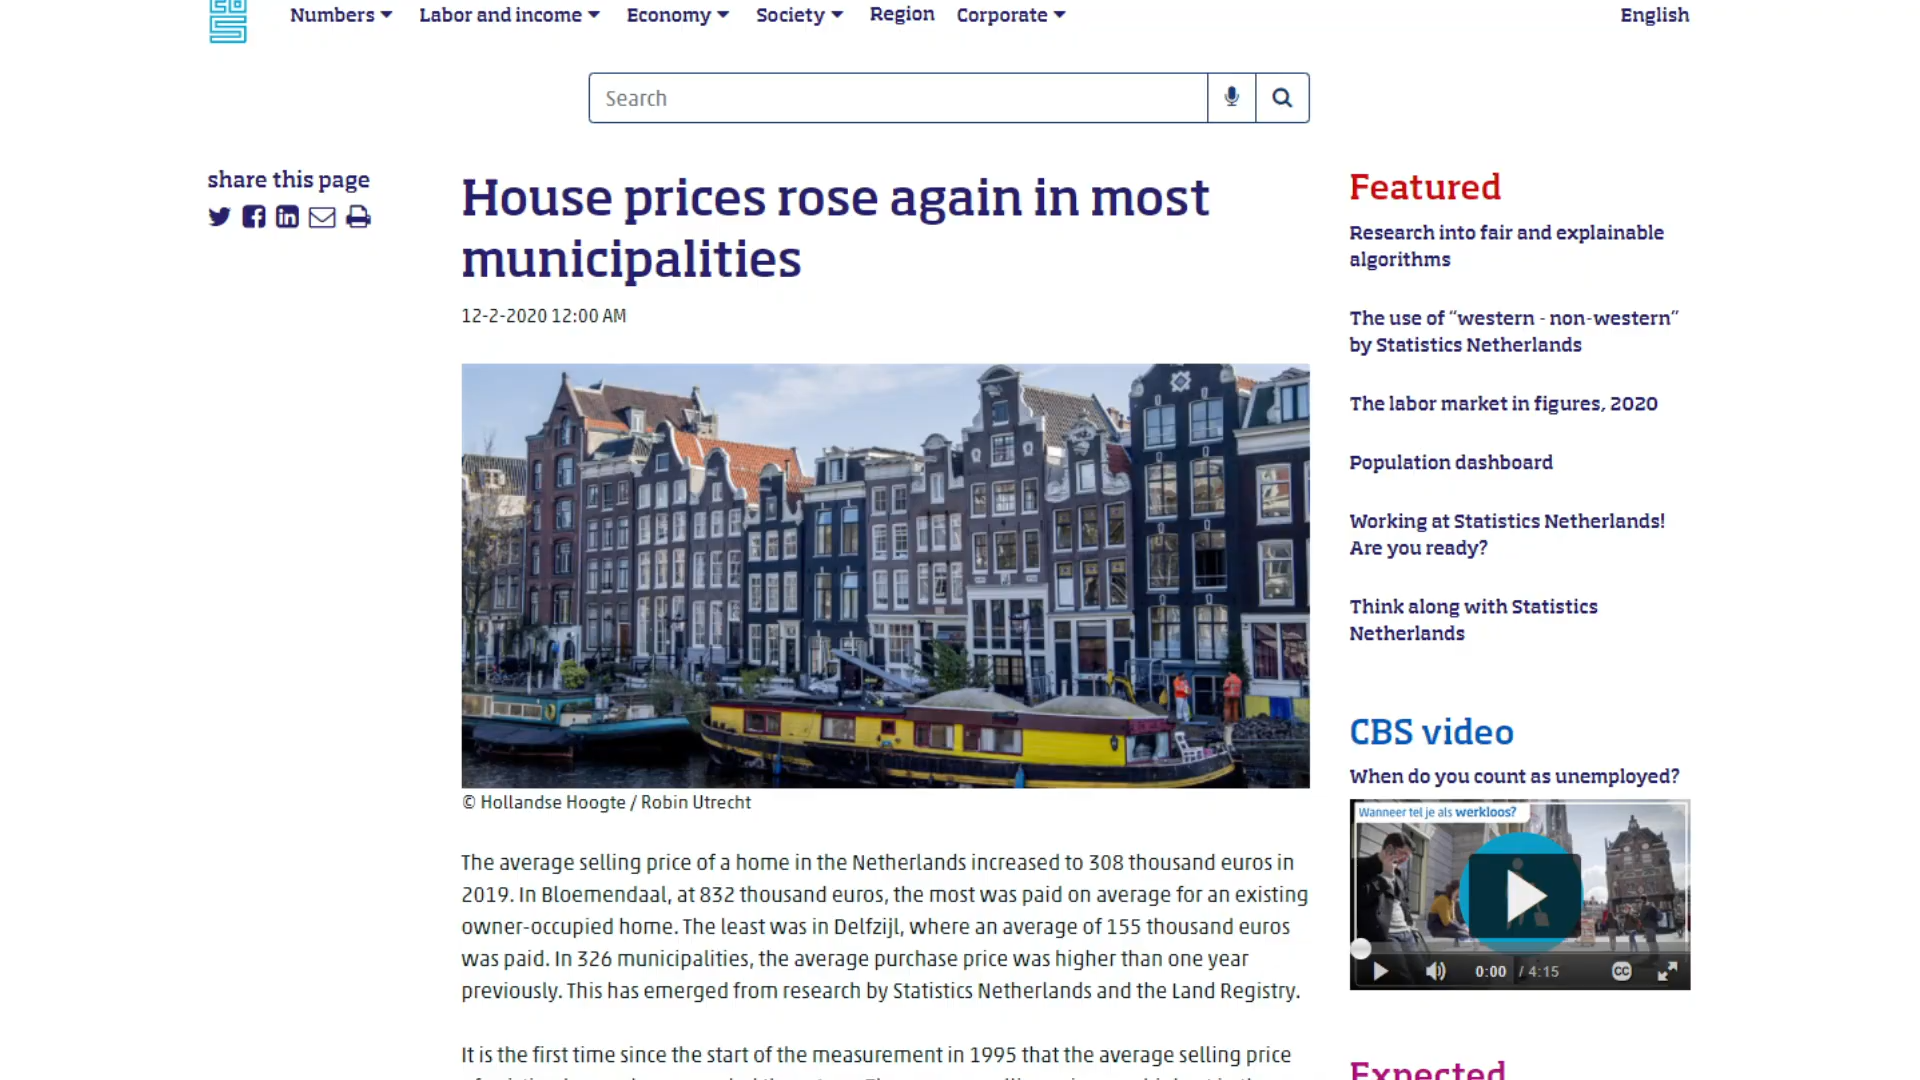 Numbers Labor and income Economy Society Region Corporate English
Search
share this page
House prices rose again in most
municipalities
12-2-2020 12:00 AM
© Hollandse Hoogte / Robin Utrecht
The average selling price of a home in the Netherlands increased to 308 thousand euros in
2019. In Bloemendaal, at 832 thousand euros, the most was paid on average for an existing
owner-occupied home. The least was in Delfzijl, where an average of 155 thousand euros
was paid. In 326 municipalities, the average purchase price was higher than one year
previously. This has emerged from research by Statistics Netherlands and the Land Registry.
It is the first time since the start of the measurement in 1995 that the average selling price
Featured
Research into fair and explainable
algorithms
The use of “western - non-western”
by Statistics Netherlands
The labor market in figures, 2020
Population dashboard
Working at Statistics Netherlands!
Are you ready?
Think along with Statistics
Netherlands
CBS video
When do you count as unemployed?
Wanneer tel je als werkloos?
0:00 / 4:15
CC
Expected